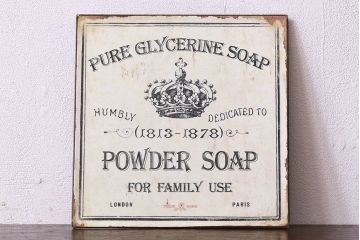 PURE GLYCERINE SOAP
HUMBLY DEDICATED TO
(1813-1878)
POWDER SOAP
FOR FAMILY USE
LONDON PARIS